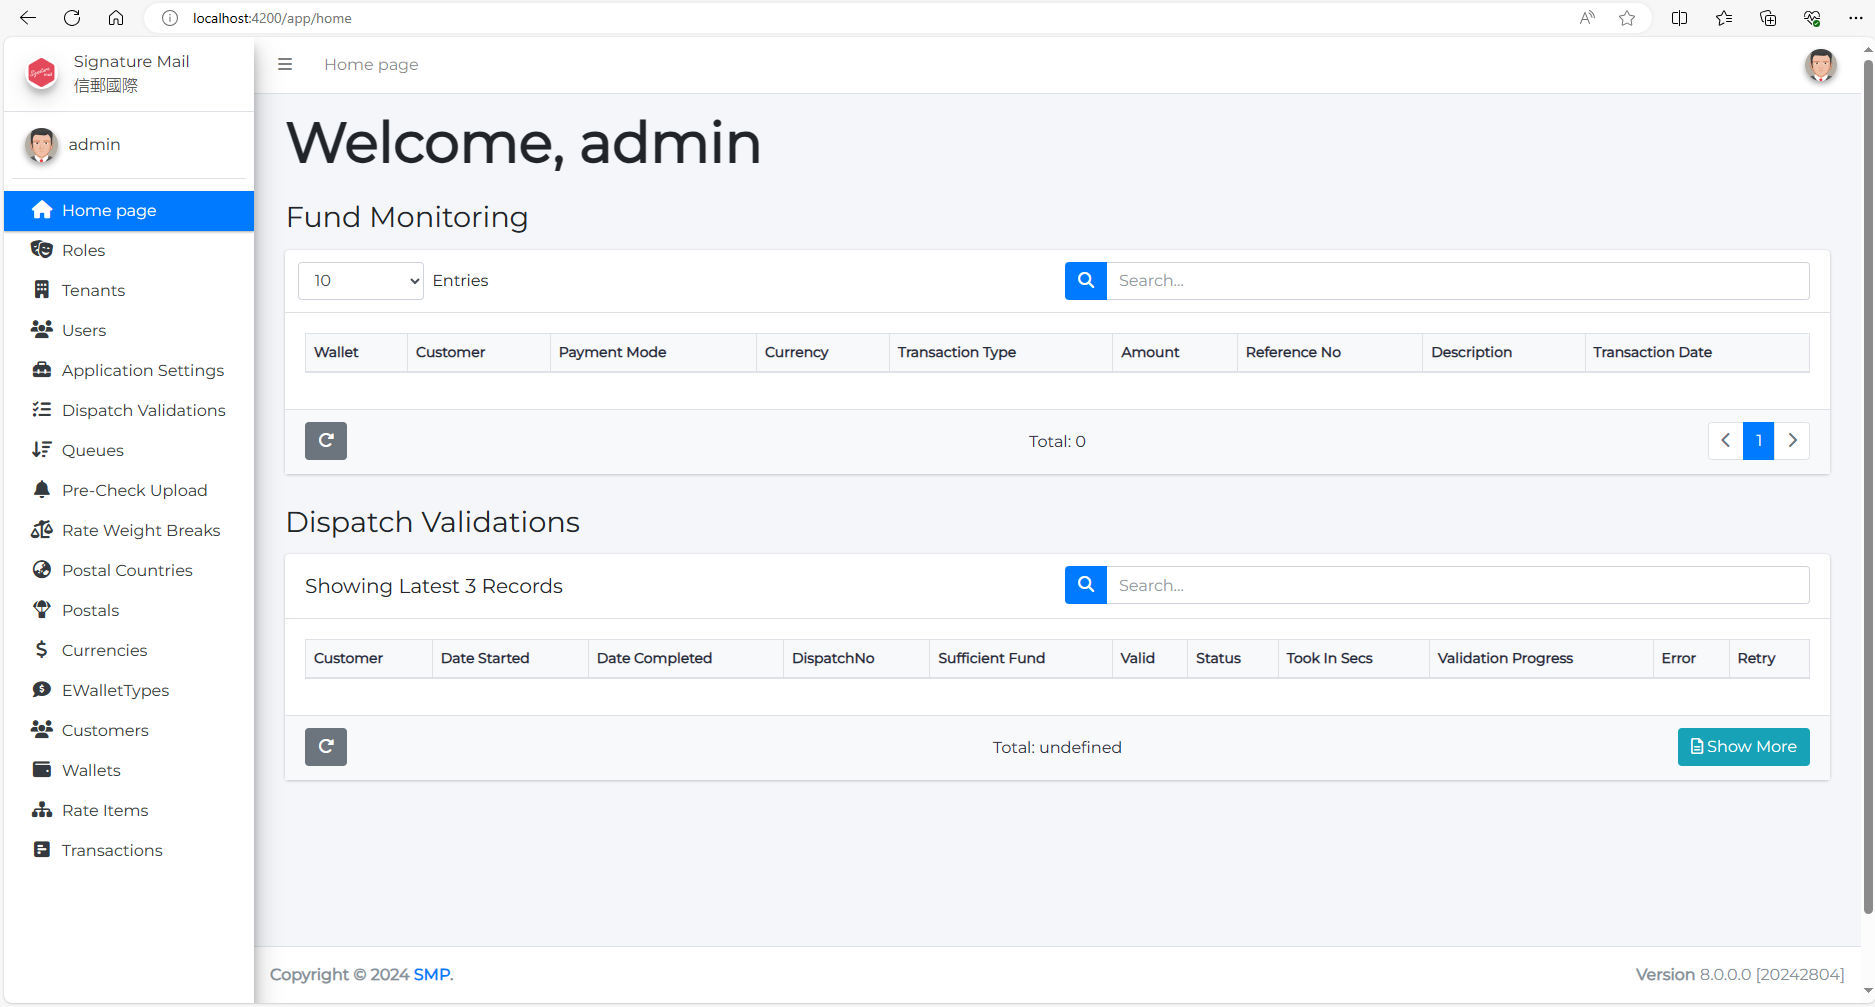 localhost:4200/app/home
Signature Mail
信郵國際
admin
Home page
Roles
Tenants
Users
Application Settings
Dispatch Validations
Queues
Pre-Check Upload
Rate Weight Breaks
Postal Countries
Postals
Currencies
EWalletTypes
Customers
Wallets
Rate Items
Transactions
Home page
Welcome, admin
Fund Monitoring
10 Entries Search...
Wallet Customer Payment Mode Currency Transaction Type Amount Reference No Description Transaction Date
Total: 0 1
Dispatch Validations
Showing Latest 3 Records Search...
Customer Date Started Date Completed DispatchNo Sufficient Fund Valid Status Took In Secs Validation Progress Error Retry
Total: undefined Show More
Copyright © 2024 SMP. Version 8.0.0.0 [20242804]